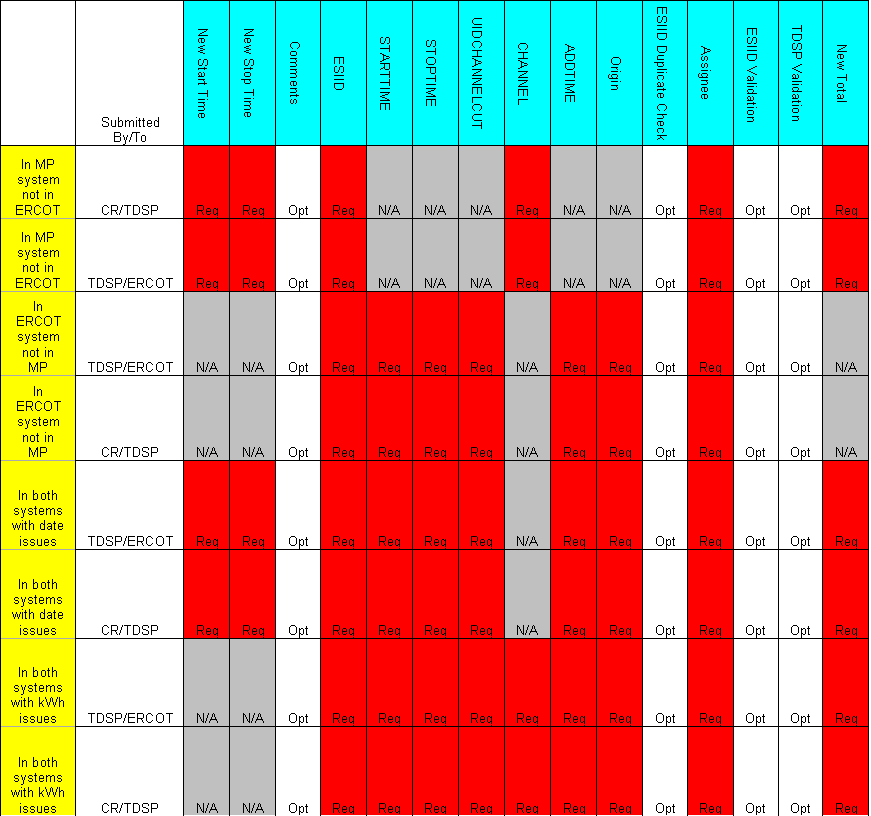 New Start Time
New Stop Time
Comments
ESIID
STARTTIME
STOPTIME
UIDCHANNELCUT
CHANNEL
ADDTIME
Origin
ESIID Duplicate Check
Assignee
ESIID Validation
TDSP Validation
New Total
Submitted
By/To
In MP
system
not in
ERCOT CR/TDSP Req Req Opt Req N/A N/A N/A Req N/A N/A Opt Req Opt Opt Req
In MP
system
not in
ERCOT TDSP/ERCOT Req Req Opt Req N/A N/A N/A Req N/A N/A Opt Req Opt Opt Req
In
ERCOT
system
not in
MP TDSP/ERCOT N/A N/A Opt Req Req Req Req N/A Req Req Opt Req Opt Opt N/A
In
ERCOT
system
not in
MP CR/TDSP N/A N/A Opt Req Req Req Req N/A Req Req Opt Req Opt Opt N/A
In both
systems
with date
issues TDSP/ERCOT Req Req Opt Req Req Req Req N/A Req Req Opt Req Opt Opt Req
In both
systems
with date
issues CR/TDSP Req Req Opt Req Req Req Req N/A Req Req Opt Req Opt Opt Req
In both
systems
with kWh
issues TDSP/ERCOT N/A N/A Opt Req Req Req Req Req Req Req Opt Req Opt Opt Req
In both
systems
with kWh
issues CR/TDSP N/A N/A Opt Req Req Req Req Req Req Req Opt Req Opt Opt Req